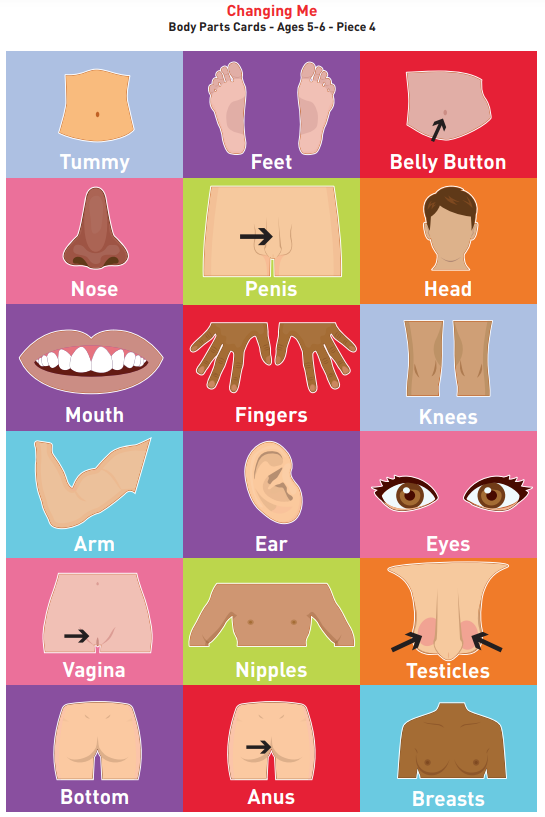 Changing Me
Body Parts Cards - Ages 5-6 - Piece 4
Tummy
Feet
Belly Button
Nose
Penis
Head
Mouth
Fingers
Knees
Arm
Ear
Eyes
Vagina
Nipples
Testicles
Bottom
Anus
Breasts